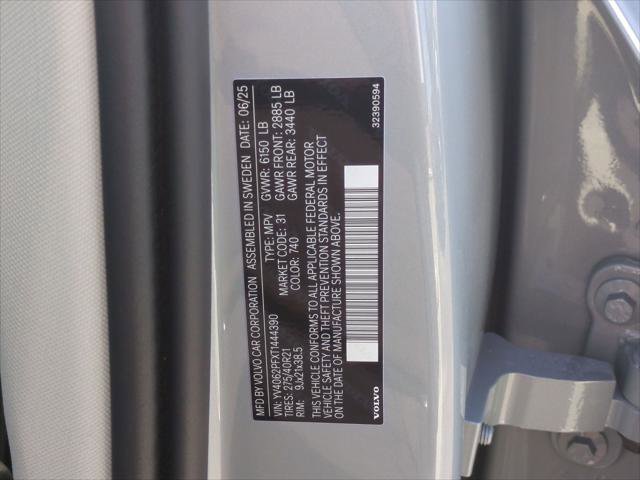 MFD BY VOLVO CAR CORPORATION ASSEMBLED IN SWEDEN DATE: 06/25
VIN: YV4062PFXT1444390 TYPE: MPV GVWR: 6150 LB
TIRES: 275/40R21 MARKET CODE: 31 GAWR FRONT: 2885 LB
RIM: 9Jx21x38.5 COLOR: 740 GAWR REAR: 3440 LB
THIS VEHICLE CONFORMS TO ALL APPLICABLE FEDERAL MOTOR
VEHICLE SAFETY AND THEFT PREVENTION STANDARDS IN EFFECT
ON THE DATE OF MANUFACTURE SHOWN ABOVE.
VOLVO 32390594